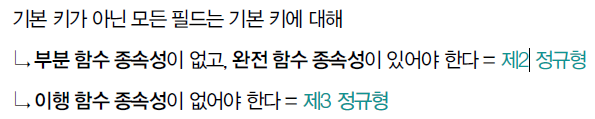 기본 키가 아닌 모든 필드는 기본 키에 대해
↳ 부분 함수 종속성이 없고, 완전 함수 종속성이 있어야 한다 = 제2 정규형
↳ 이행 함수 종속성이 없어야 한다 = 제3 정규형